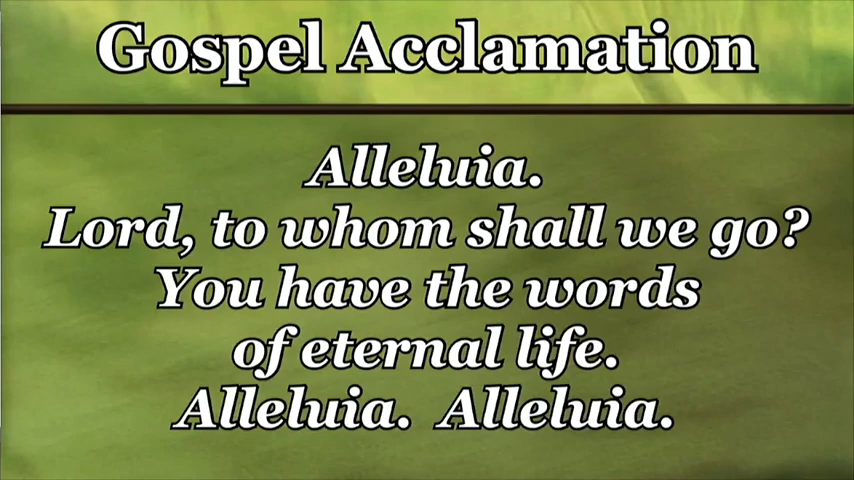 Gospel Acclamation
Alleluia.
Lord, to whom shall we go?
You have the words
of eternal life.
Alleluia.  Alleluia.